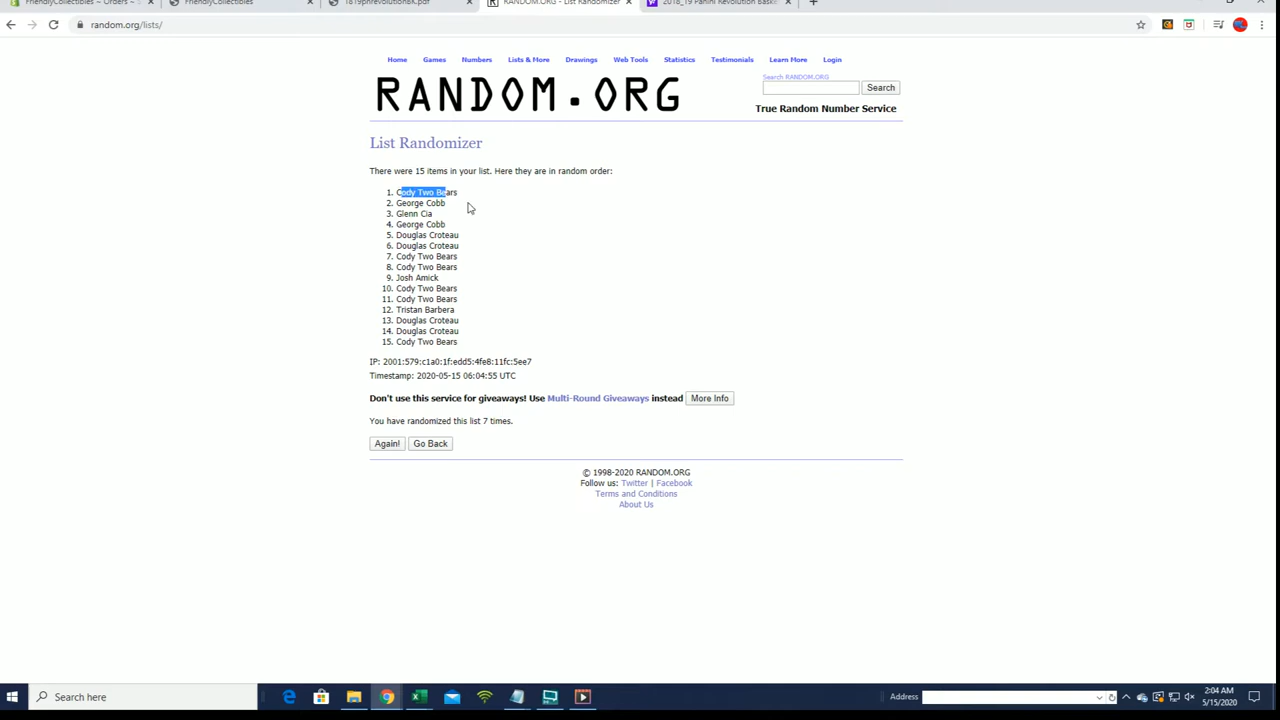 FriendlyCollectibles ~ Orders ~ S
FriendlyCollectibles
1819pnrevolutionBK.pdf
RANDOM.ORG - List Randomizer
2018_19 Panini Revolution Baske
random.org/lists/
Home Games Numbers Lists & More Drawings Web Tools Statistics Testimonials Learn More Login
RANDOM.ORG
Search RANDOM.ORG
Search
True Random Number Service
List Randomizer
There were 15 items in your list. Here they are in random order:
1. Cody Two Bears
2. George Cobb
3. Glenn Cia
4. George Cobb
5. Douglas Croteau
6. Douglas Croteau
7. Cody Two Bears
8. Cody Two Bears
9. Josh Amick
10. Cody Two Bears
11. Cody Two Bears
12. Tristan Barbera
13. Douglas Croteau
14. Douglas Croteau
15. Cody Two Bears
IP: 2001:579:c1a0:1f:edd5:4fe8:11fc:5ee7
Timestamp: 2020-05-15 06:04:55 UTC
Don't use this service for giveaways! Use Multi-Round Giveaways instead More Info
You have randomized this list 7 times.
Again! Go Back
© 1998-2020 RANDOM.ORG
Follow us: Twitter | Facebook
Terms and Conditions
About Us
Search here
Address
2:04 AM
5/15/2020